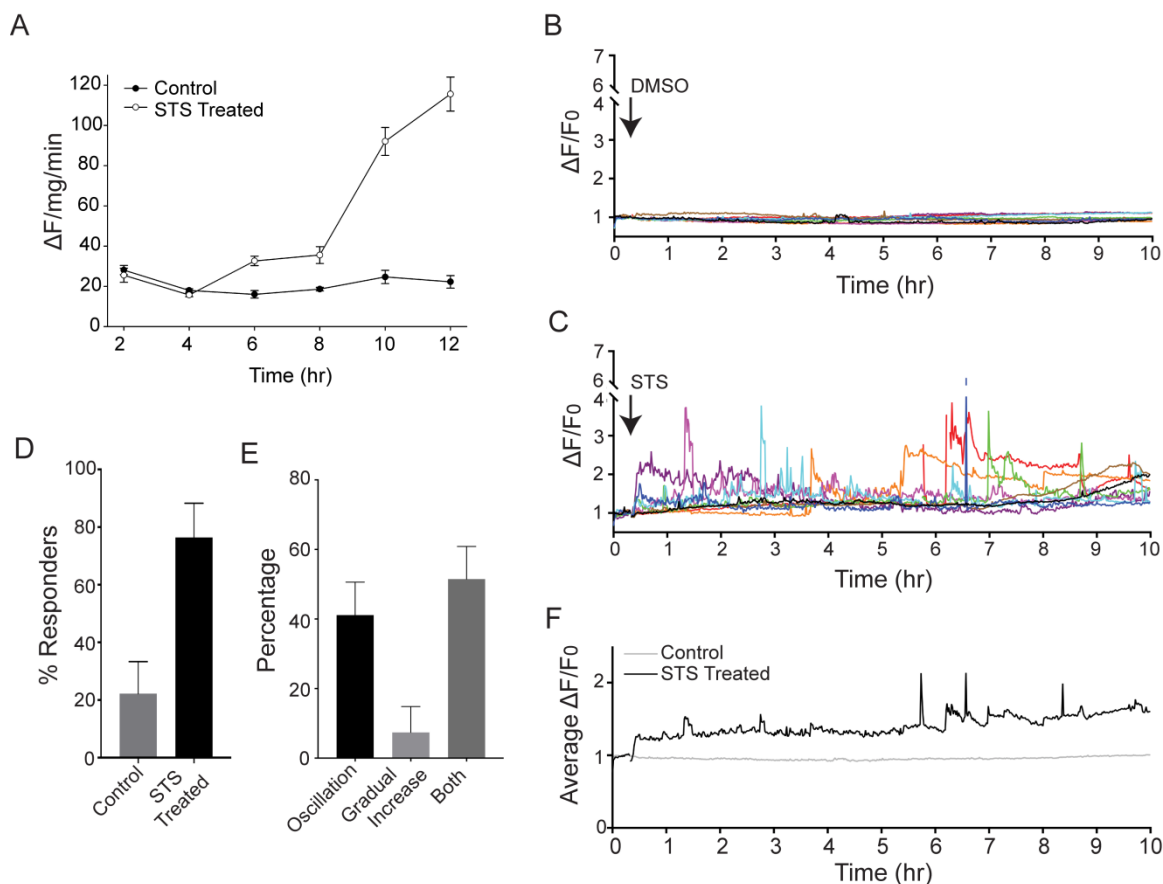 A
ΔF/mg/min
120
100
80
60
40
20
0
Control
STS Treated
2 4 6 8 10 12
Time (hr)
B
ΔF/F0
7
6
4
3
2
1
DMSO
0 1 2 3 4 5 6 7 8 9 10
Time (hr)
C
ΔF/F0
7
6
4
3
2
1
STS
0 1 2 3 4 5 6 7 8 9 10
Time (hr)
D
% Responders
100
80
60
40
20
0
Control
STS
Treated
E
Percentage
80
60
40
20
0
Oscillation
Gradual
Increase
Both
F
Average ΔF/F0
2
1
0
Control
STS Treated
0 1 2 3 4 5 6 7 8 9 10
Time (hr)